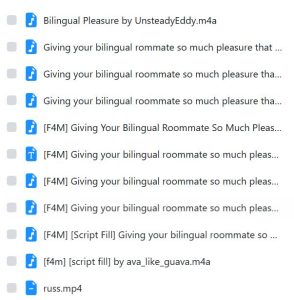 Bilingual Pleasure by UnsteadyEddy.m4a
Giving your bilingual rommate so much pleasure that ...
Giving your bilingual roommate so much pleasure tha...
Giving your bilingual roommate so much pleasure tha...
[F4M] Giving Your Bilingual Roommate So Much Pleas...
[F4M] Giving your bilingual roommate so much pleas...
[F4M] Giving your bilingual roommate so much pleas...
[F4M] Giving your bilingual roommate so much pleas...
[F4M] [Script Fill] Giving your bilingual roommate so ...
[f4m] [script fill] by ava_like_guava.m4a
russ.mp4